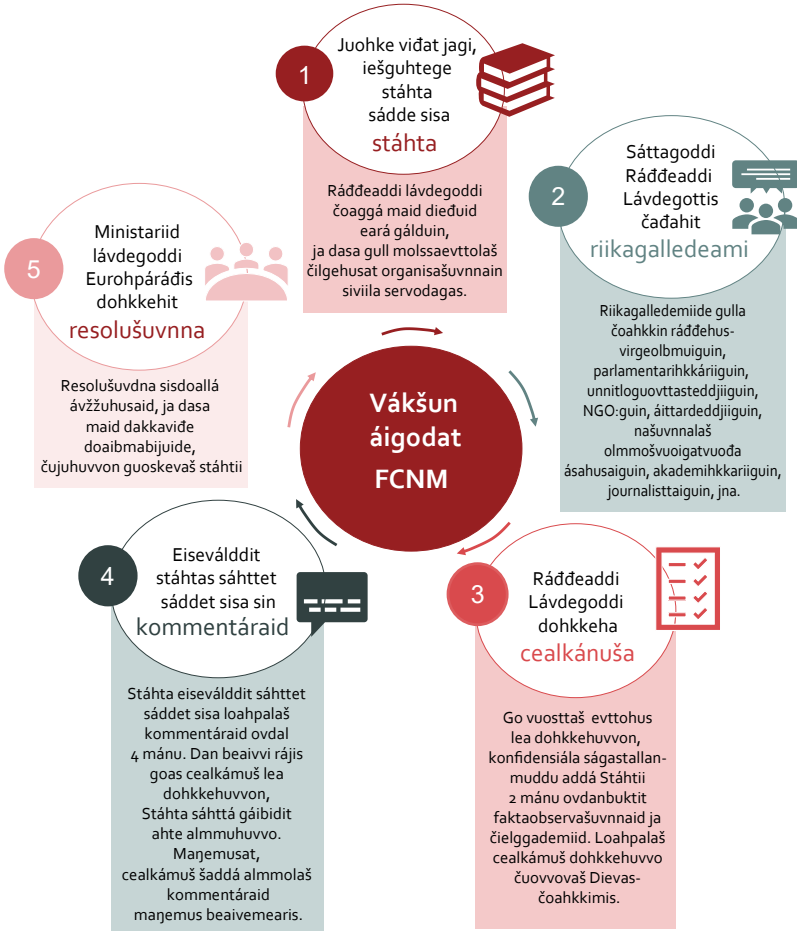 1
Juohke viđat jagi,
iešguhtege
stáhta
sádde sisa
stáhta
Ráđđeaddi lávdegoddi
čoaggá maid dieđuid
eará gálduin,
ja dasa gull molssaevttolaš
čilgehusat organisašuvnnain
siviila servodagas.
2
Sáttagoddi
Ráđđeaddi
Lávdegottis
čađahit
riikagalledeami
Riikagalledemiide gulla
čoahkkin ráđđehus-
virgeolbmuiguin,
parlamentarihkkáriiguin,
unnitloguovttasteddjiiguin,
NGO:guin, áittardeddjiiguin,
našuvnnalaš
olmmošvuoigatvuođa
ásahusaiguin, akademihkkariiguin,
journalisttaiguin, jna.
3
Ráđđeaddi
Lávdegoddi
dohkkeha
cealkánuša
Go vuosttaš evttohus
lea dohkkehuvvon,
konfidensiála ságastallan-
muddu addá Stáhtii
2 mánu ovdanbuktit
faktaobservašuvnnaid ja
čielggademiid. Loahpalaš
cealkámuš dohkkehuvvo
čuovvovaš Dievas-
čoahkkimis.
4
Eiseválddit
stáhtas sáhttet
sáddet sisa sin
kommentáraid
Stáhta eiseválddit sáhttet
sáddet sisa loahpalaš
kommentáraid ovdal
4 mánu. Dan beaivvi rájis
goas cealkámuš lea
dohkkehuvvon,
Stáhta sáhttá gáibidit
ahte almmuhuvvo.
Maŋemusat,
cealkámuš šaddá almmolaš
kommentáraid
maŋemus beaivemearis.
5
Ministariid
lávdegoddi
Eurohpáráđis
dohkkehit
resolušuvnna
Resolušuvdna sisdoallá
ávžžuhusaid, ja dasa
maid dakkaviđe
doaibmabijuide,
čujuhuvvon guoskevaš stáhtii
Vákšun
áigodat
FCNM